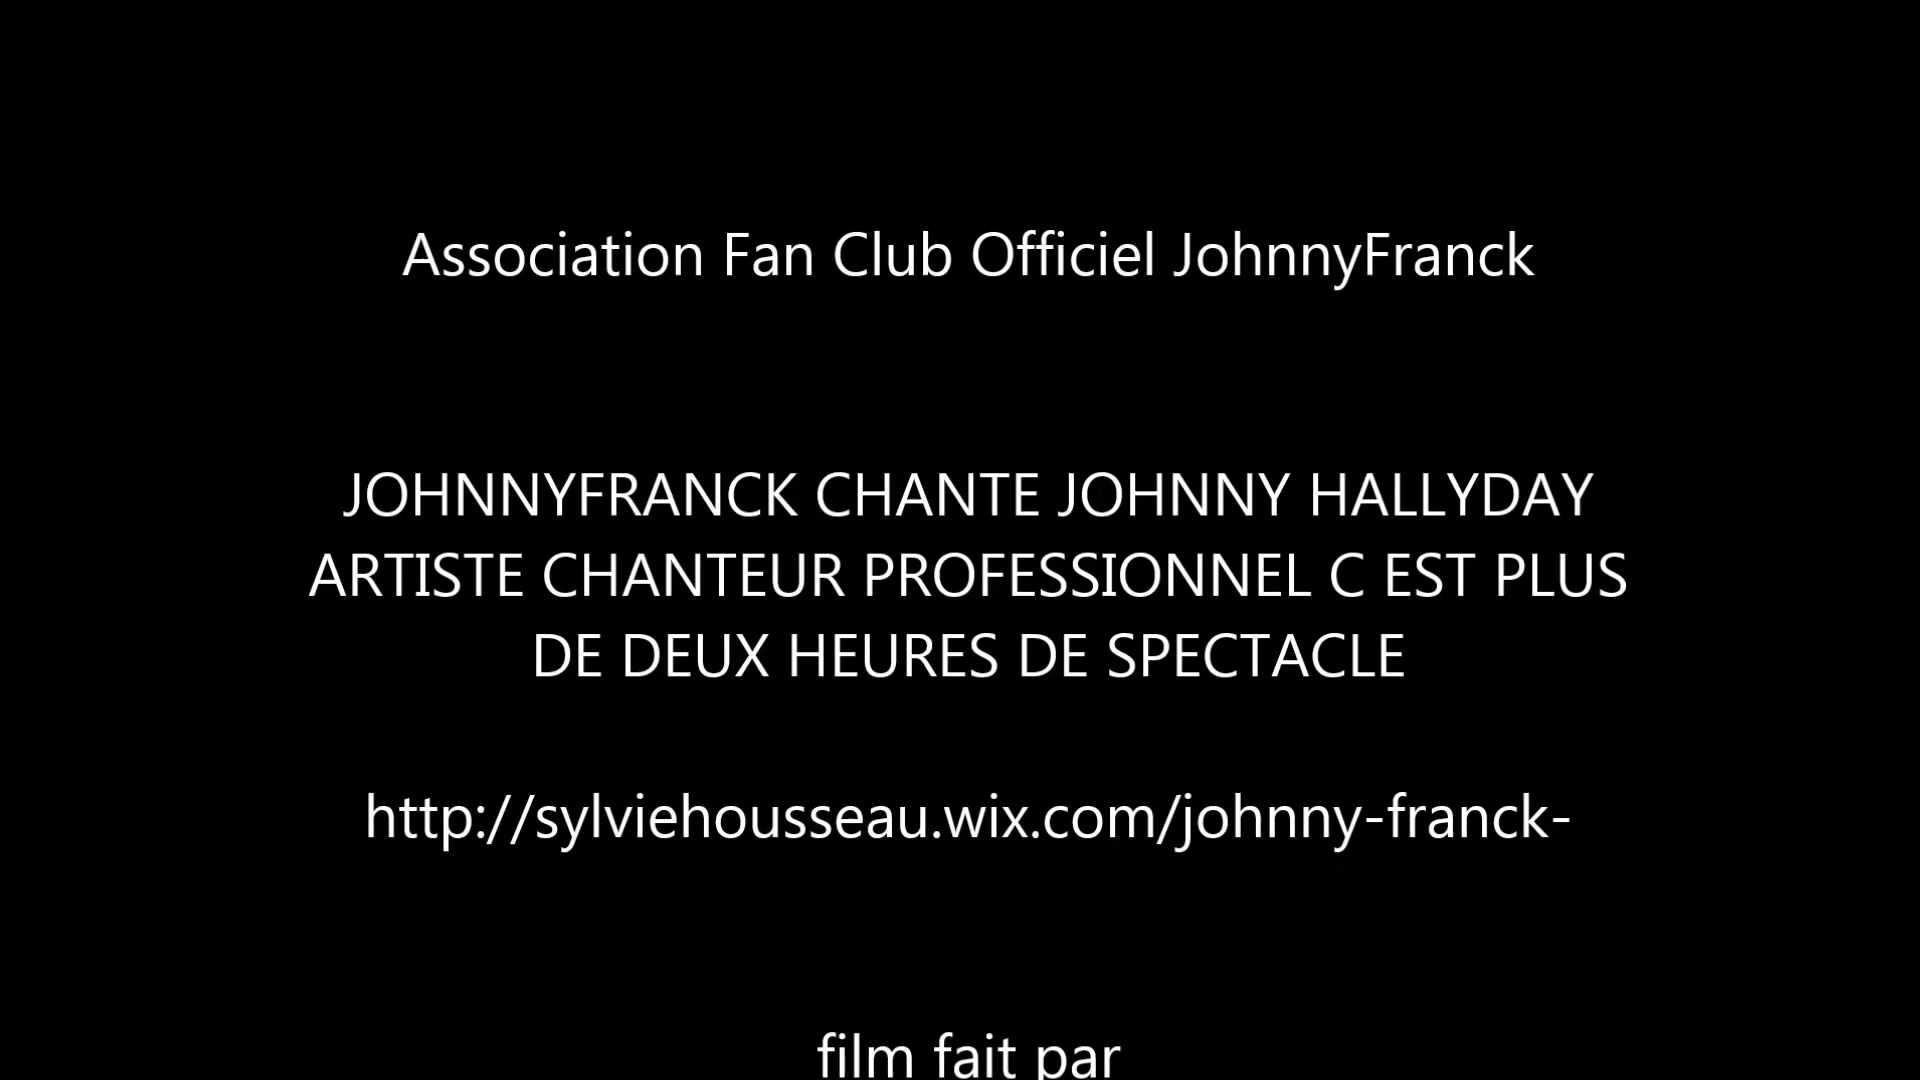 Association Fan Club Officiel JohnnyFranck
JOHNNYFRANCK CHANTE JOHNNY HALLYDAY
ARTISTE CHANTEUR PROFESSIONNEL C EST PLUS
DE DEUX HEURES DE SPECTACLE
http://sylviehousseau.wix.com/johnny-franck-
film fait par